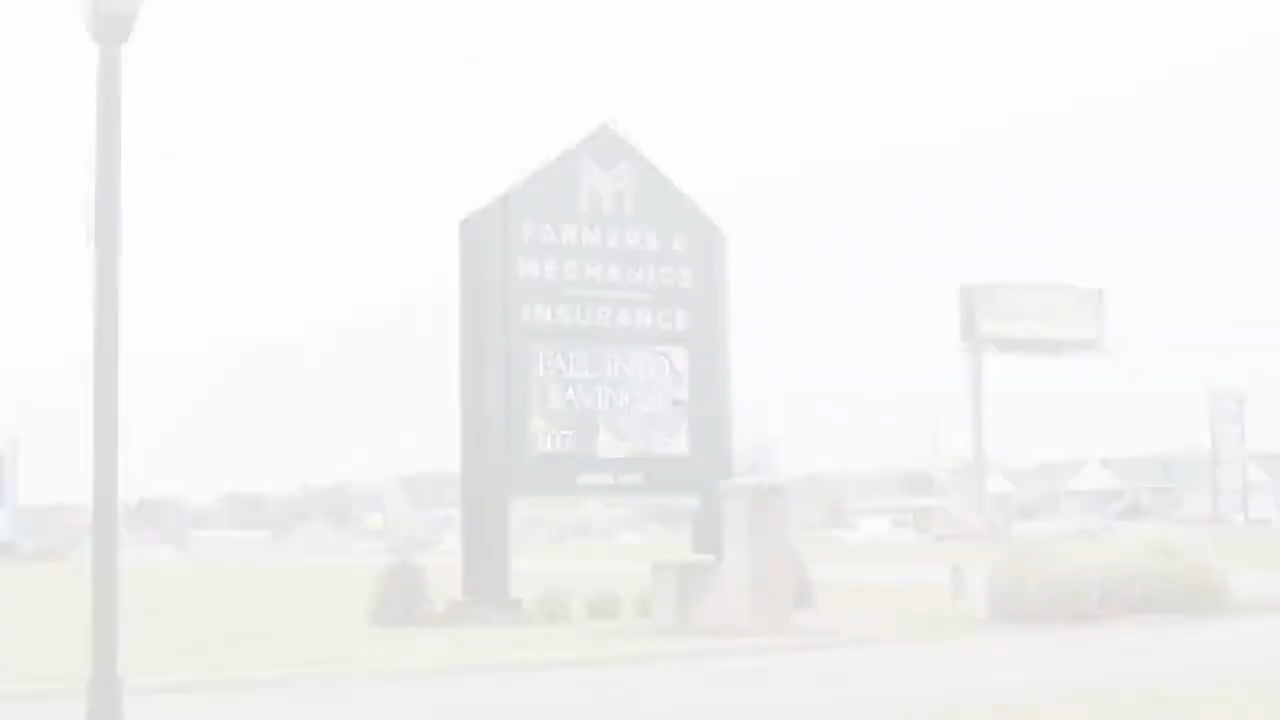 FARMERS &
MECHANICS
INSURANCE
FALL INTO
SAVINGS